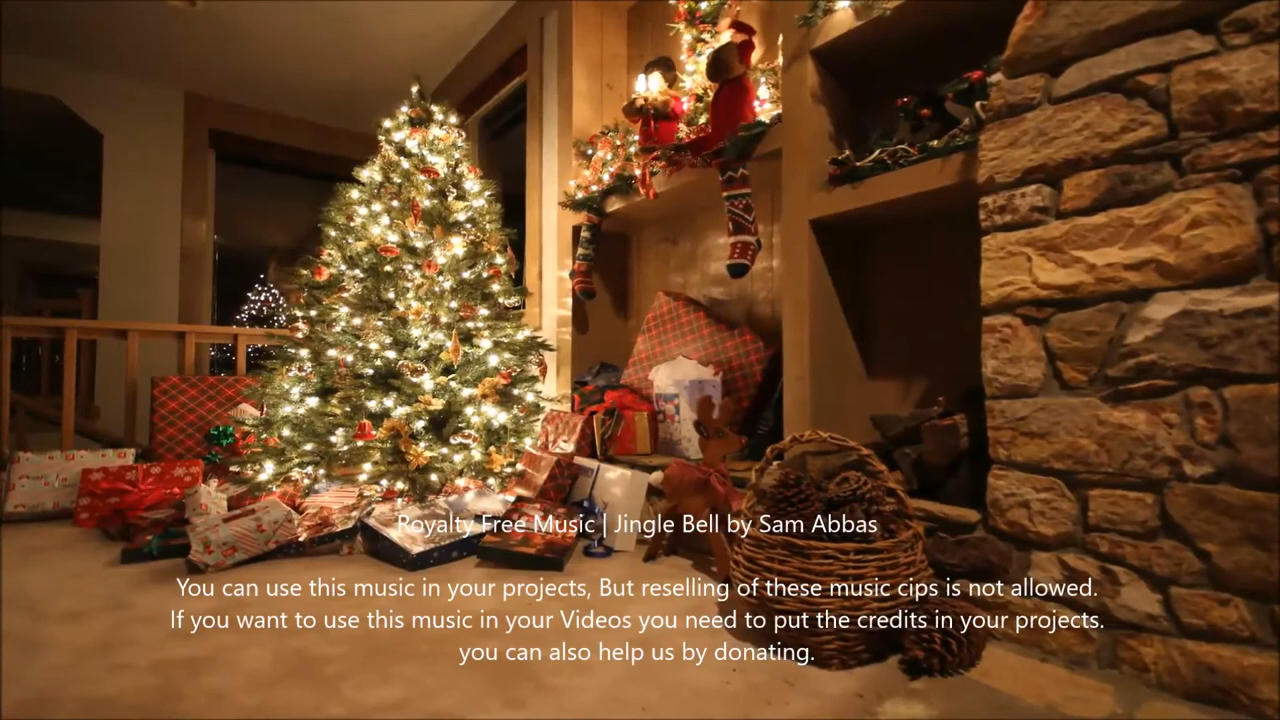 Royalty Free Music | Jingle Bell by Sam Abbas
You can use this music in your projects, But reselling of these music cips is not allowed.
If you want to use this music in your Videos you need to put the credits in your projects.
you can also help us by donating.